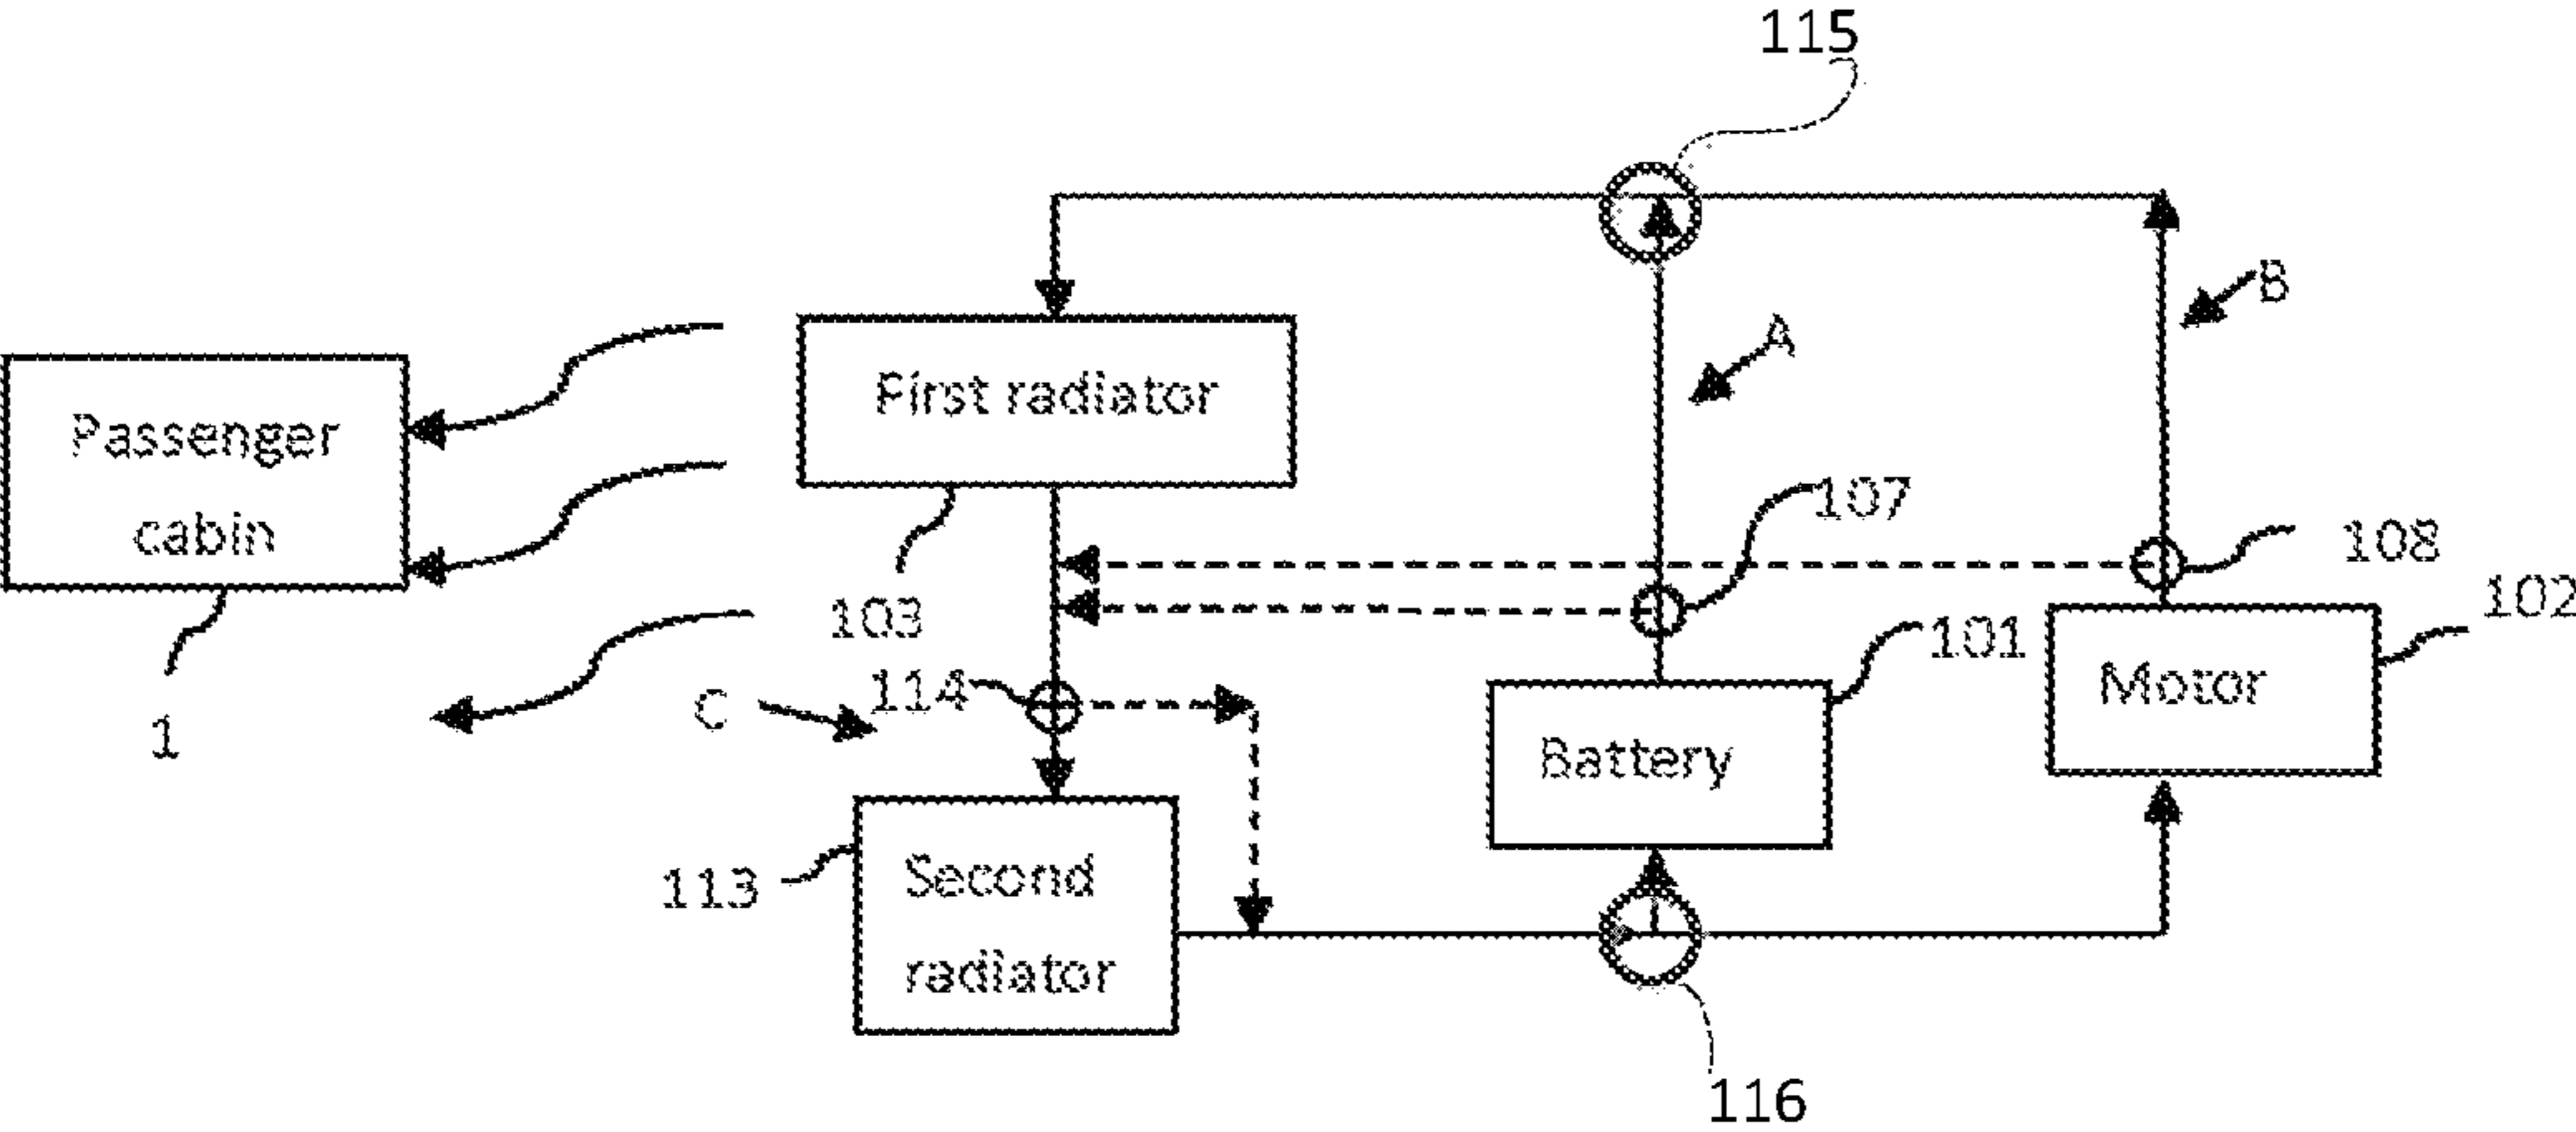 115
B
A
First radiator
Passenger
cabin
107
108
102
103
101
114
Motor
C
1
Battery
Second
radiator
113
116